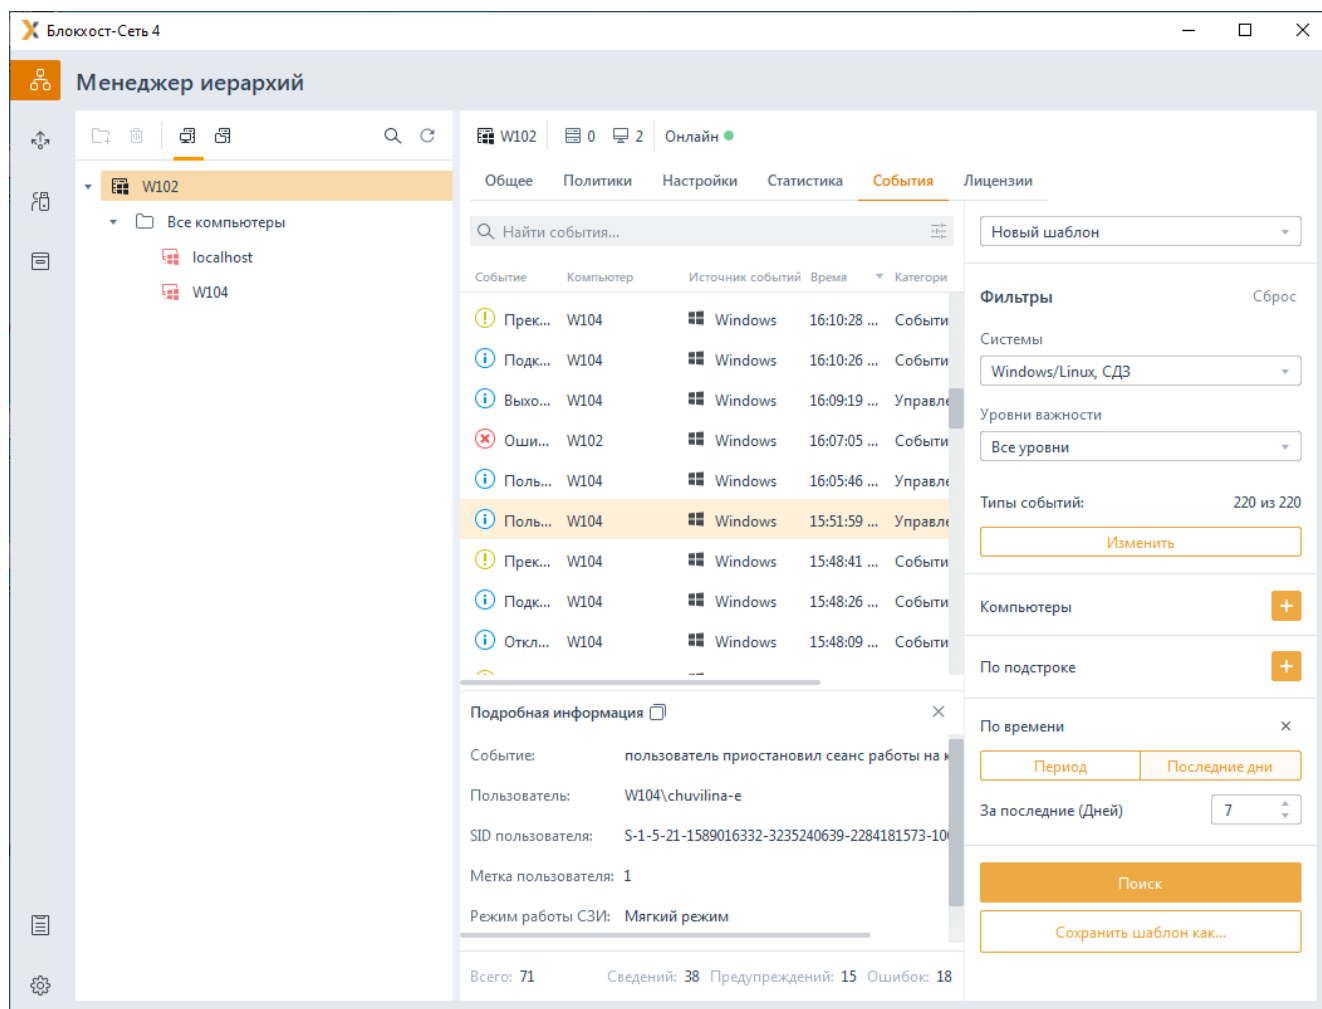 Блокхост-Сеть 4
Менеджер иерархий
W102
Все компьютеры
localhost
W104
W102 0 2 Онлайн
Общее Политики Настройки Статистика События Лицензии
Найти события...
Событие Компьютер Источник событий Время Категори
Прек... W104 Windows 16:10:28 ... Событи
Подк... W104 Windows 16:10:26 ... Событи
Выхо... W104 Windows 16:09:19 ... Управле
Оши... W102 Windows 16:07:05 ... Событи
Поль... W104 Windows 16:05:46 ... Управле
Поль... W104 Windows 15:51:59 ... Управле
Прек... W104 Windows 15:48:41 ... Событи
Подк... W104 Windows 15:48:26 ... Событи
Откл... W104 Windows 15:48:09 ... Событи
Подробная информация
Событие: пользователь приостановил сеанс работы на к
Пользователь: W104\chuvilina-e
SID пользователя: S-1-5-21-1589016332-3235240639-2284181573-10
Метка пользователя: 1
Режим работы СЗИ: Мягкий режим
Всего: 71 Сведений: 38 Предупреждений: 15 Ошибок: 18
Новый шаблон
Фильтры Сброс
Системы
Windows/Linux, СДЗ
Уровни важности
Все уровни
Типы событий: 220 из 220
Изменить
Компьютеры
По подстроке
По времени
Период Последние дни
За последние (Дней) 7
Поиск
Сохранить шаблон как...